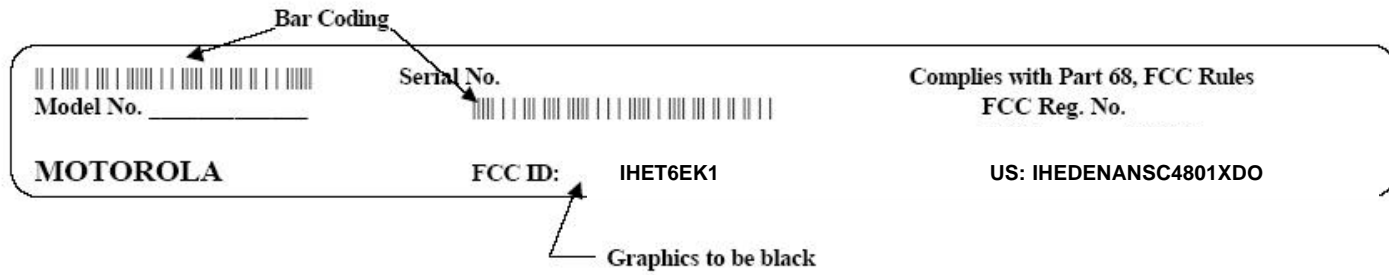 Bar Coding
Serial No. Complies with Part 68, FCC Rules
Model No. ______________ FCC Reg. No.
MOTOROLA FCC ID: IHET6EK1 US: IHEDENANSC4801XDO
Graphics to be black